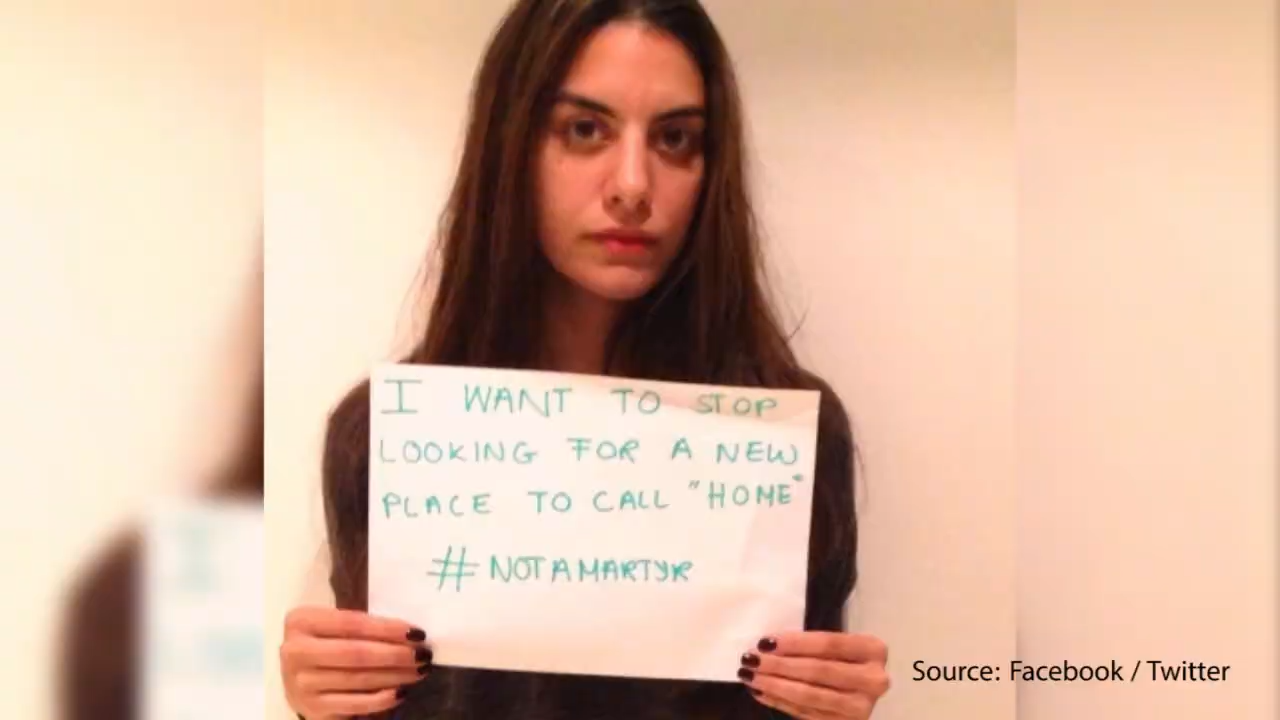 I WANT TO STOP
LOOKING FOR A NEW
PLACE TO CALL "HOME"
#NOTAMARTYR
Source: Facebook / Twitter